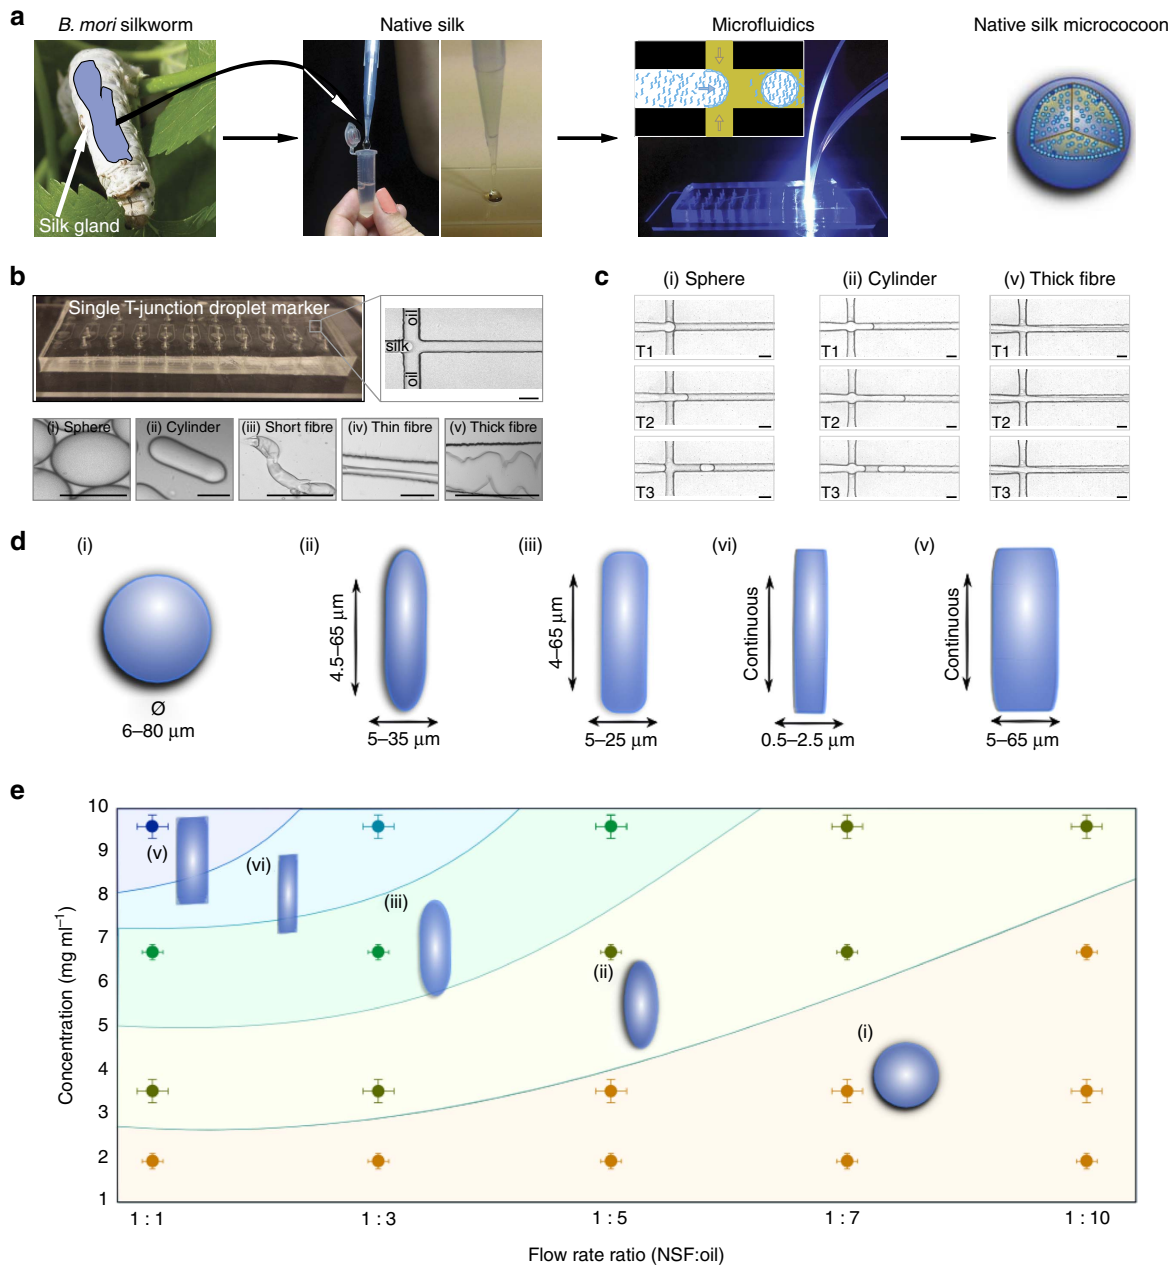 a
B. mori silkworm
Native silk
Microfluidics
Native silk micrococoon
Silk gland
b
Single T-junction droplet marker
oil
silk
oil
(i) Sphere
(ii) Cylinder
(iii) Short fibre
(iv) Thin fibre
(v) Thick fibre
c
(i) Sphere
(ii) Cylinder
(v) Thick fibre
T1
T1
T1
T2
T2
T2
T3
T3
T3
d
(i)
(ii)
(iii)
(vi)
(v)
4.5–65 µm
4–65 µm
Continuous
Continuous
Ø
6–80 µm
5–35 µm
5–25 µm
0.5–2.5 µm
5–65 µm
e
Concentration (mg ml⁻¹)
10
9
8
7
6
5
4
3
2
1
(v)
(vi)
(iii)
(ii)
(i)
1 : 1
1 : 3
1 : 5
1 : 7
1 : 10
Flow rate ratio (NSF:oil)